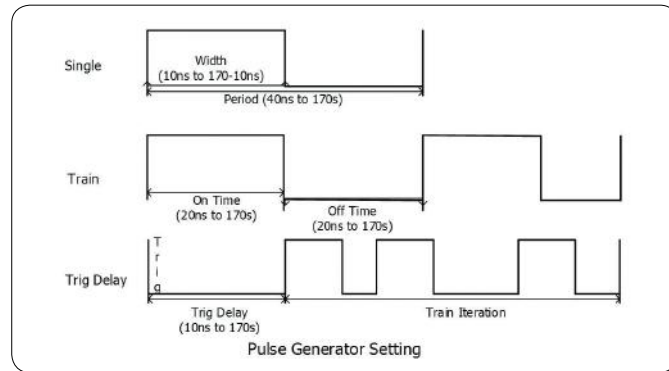 Single
Width
(10ns to 170-10ns)
Period (40ns to 170s)
Train
On Time
(20ns to 170s)
Off Time
(20ns to 170s)
Trig
Trig Delay
Trig Delay
(10ns to 170s)
Train Iteration
Pulse Generator Setting